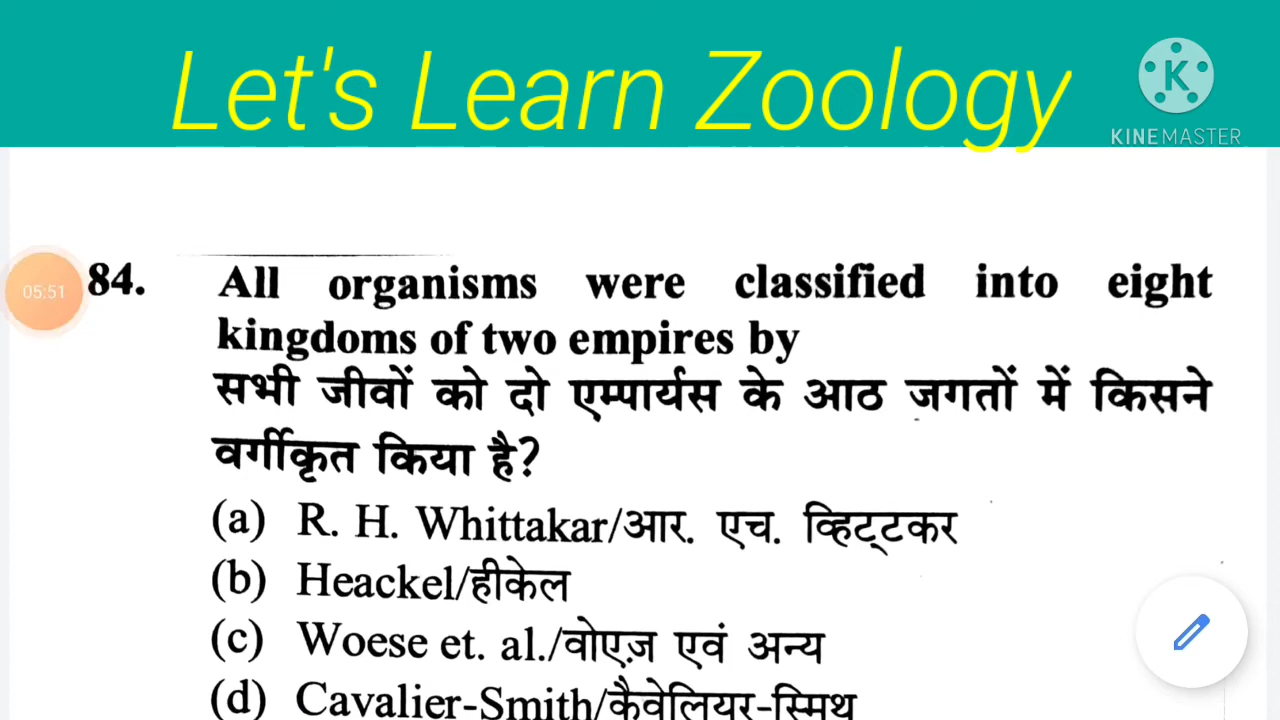 Let's Learn Zoology
KINEMASTER
05:51
84. All organisms were classified into eight
kingdoms of two empires by
सभी जीवों को दो एम्पार्यस के आठ जगतों में किसने
वर्गीकृत किया है?
(a) R. H. Whittakar/आर. एच. व्हिट्टकर
(b) Heackel/हीकेल
(c) Woese et. al./वोएज़ एवं अन्य
(d) Cavalier-Smith/कैवेलियर-स्मिथ